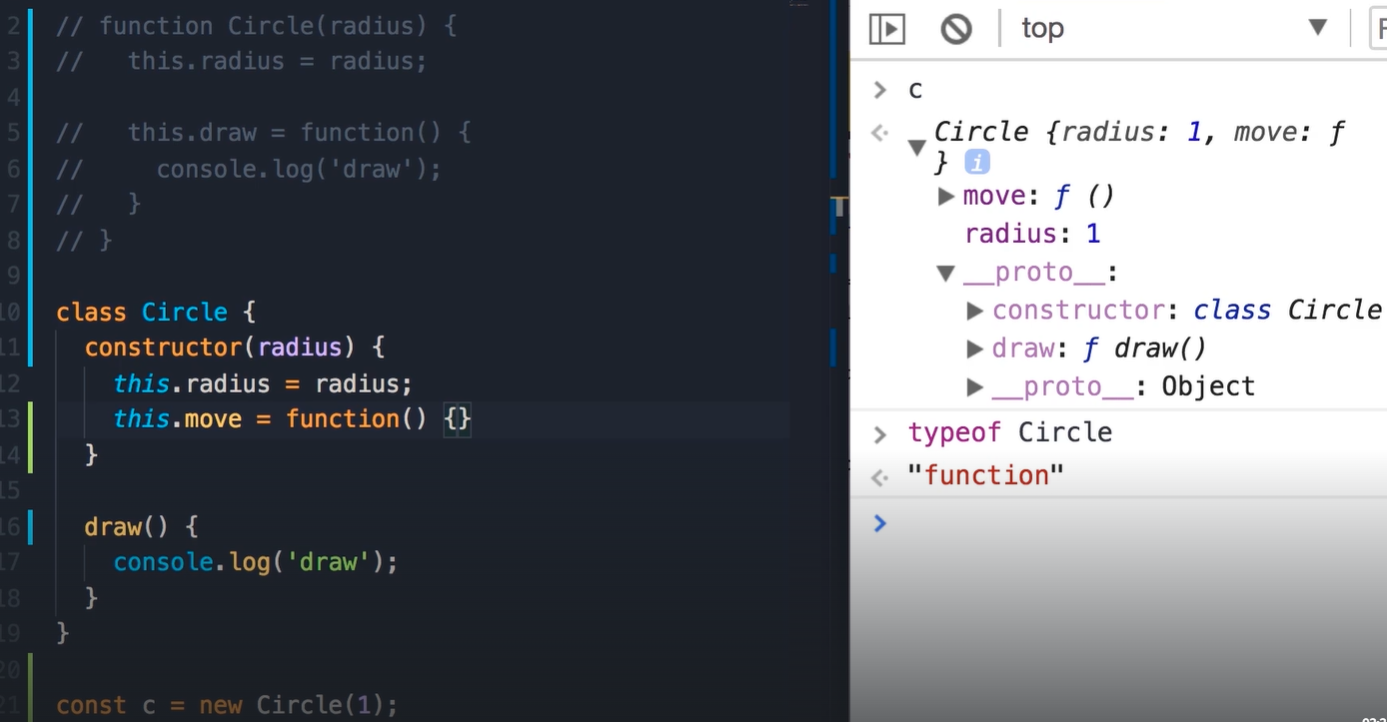 2 // function Circle(radius) {
3 //   this.radius = radius;
4
5 //   this.draw = function() {
6 //     console.log('draw');
7 //   }
8 // }
9
10 class Circle {
11   constructor(radius) {
12     this.radius = radius;
13     this.move = function() {}
14   }
15
16   draw() {
17     console.log('draw');
18   }
19 }
20
21 const c = new Circle(1);
top
> c
Circle {radius: 1, move: ƒ
} i
move: ƒ ()
radius: 1
__proto__:
constructor: class Circle
draw: ƒ draw()
__proto__: Object
> typeof Circle
"function"
>